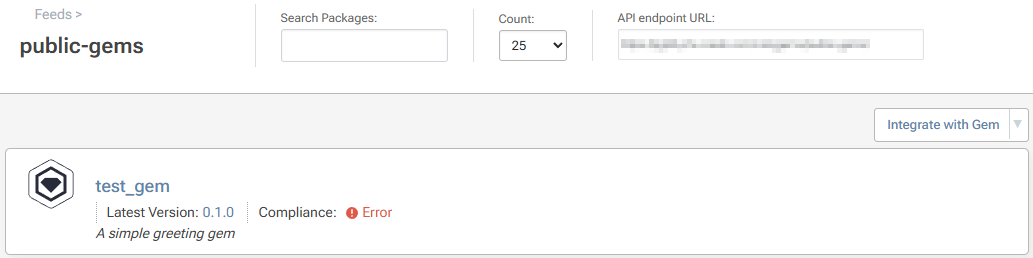 Feeds >
public-gems
Search Packages:
Count:
25
API endpoint URL:
Integrate with Gem
test_gem
Latest Version: 0.1.0 Compliance: Error
A simple greeting gem